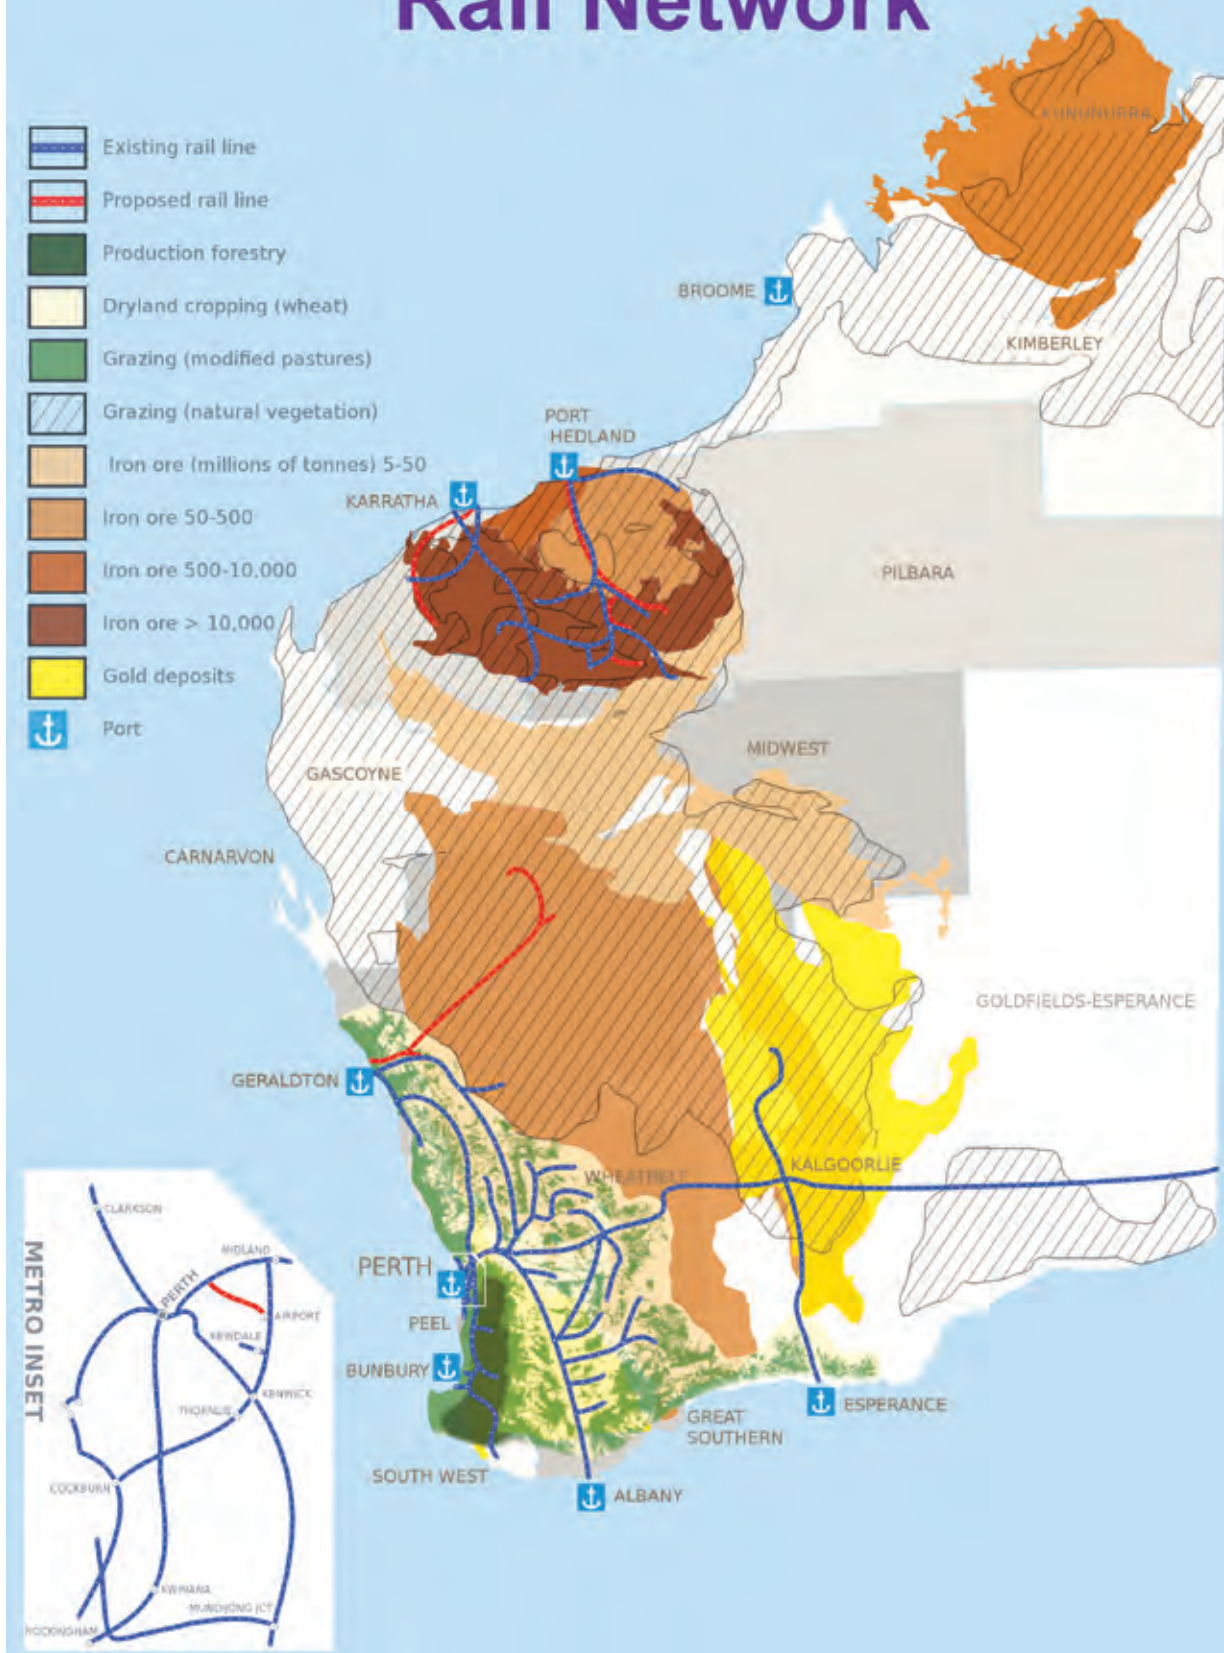 Rail Network
Existing rail line
Proposed rail line
Production forestry
Dryland cropping (wheat)
Grazing (modified pastures)
Grazing (natural vegetation)
Iron ore (millions of tonnes) 5-50
Iron ore 50-500
Iron ore 500-10,000
Iron ore > 10,000
Gold deposits
Port
KUNUNURRA
BROOME
KIMBERLEY
PORT
HEDLAND
KARRATHA
PILBARA
MIDWEST
GASCOYNE
CARNARVON
GOLDFIELDS-ESPERANCE
GERALDTON
WHEATBELT
KALGOORLIE
PERTH
PEEL
BUNBURY
ESPERANCE
GREAT
SOUTHERN
SOUTH WEST
ALBANY
METRO INSET
CLARKSON
MIDLAND
PERTH
AIRPORT
KEWDALE
KENWICK
THORNLIE
COCKBURN
KWINANA
MUNDIJONG JCT
ROCKINGHAM